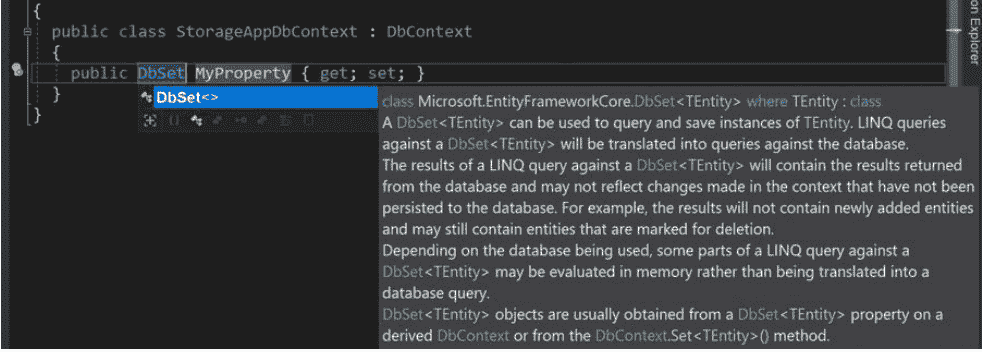 {
public class StorageAppDbContext : DbContext
{
public DbSet MyProperty { get; set; }
}
}
DbSet<>
class Microsoft.EntityFrameworkCore.DbSet<TEntity> where TEntity : class
A DbSet<TEntity> can be used to query and save instances of TEntity. LINQ queries
against a DbSet<TEntity> will be translated into queries against the database.
The results of a LINQ query against a DbSet<TEntity> will contain the results returned
from the database and may not reflect changes made in the context that have not been
persisted to the database. For example, the results will not contain newly added entities
and may still contain entities that are marked for deletion.
Depending on the database being used, some parts of a LINQ query against a
DbSet<TEntity> may be evaluated in memory rather than being translated into a
database query.
DbSet<TEntity> objects are usually obtained from a DbSet<TEntity> property on a
derived DbContext or from the DbContext.Set<TEntity>() method.
on Explorer